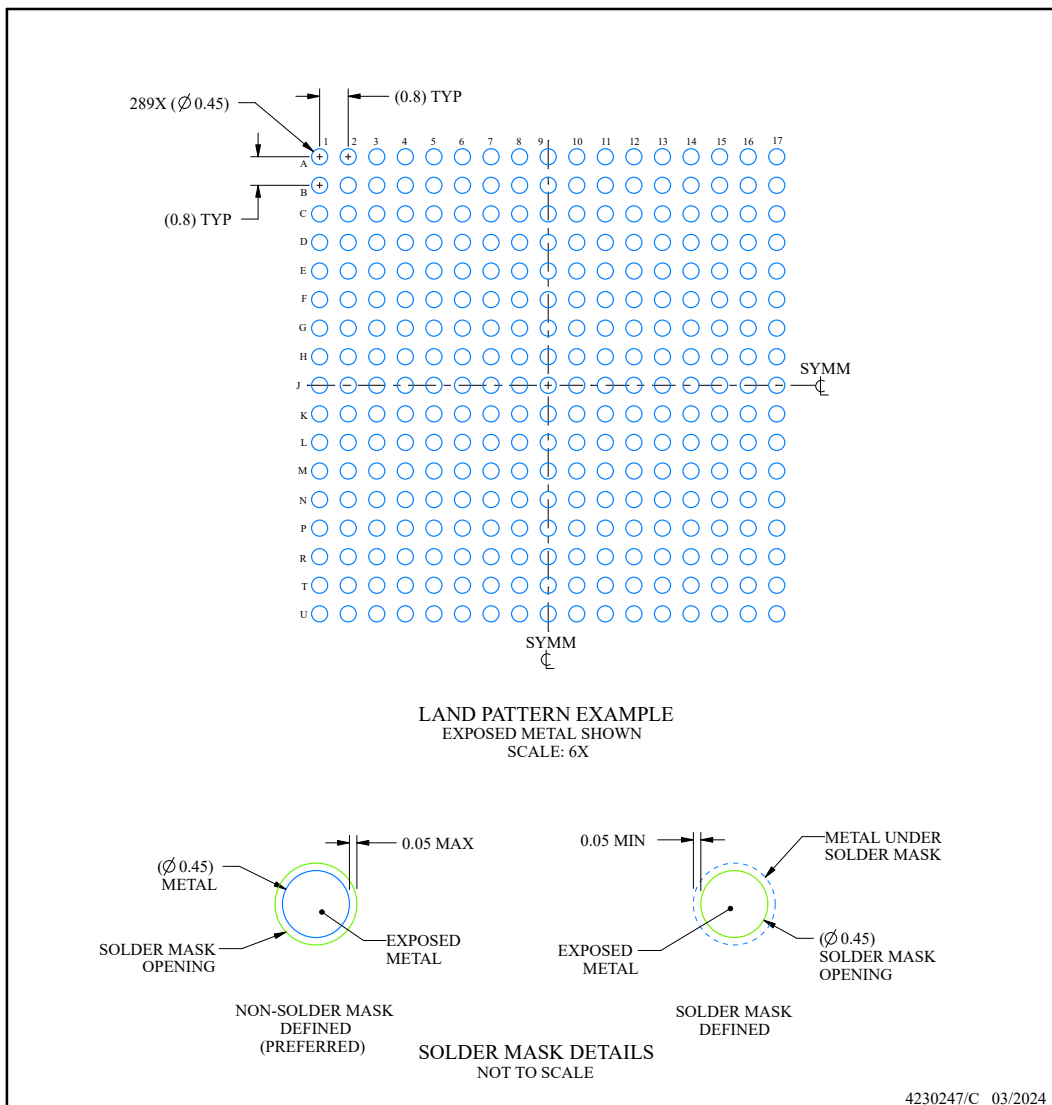 289X (∅ 0.45)
(0.8) TYP
1 2 3 4 5 6 7 8 9 10 11 12 13 14 15 16 17
A
B
(0.8) TYP
C
D
E
F
G
H
SYMM
J
K
L
M
N
P
R
T
U
SYMM
LAND PATTERN EXAMPLE
EXPOSED METAL SHOWN
SCALE: 6X
0.05 MAX
(∅ 0.45)
METAL
SOLDER MASK
OPENING
EXPOSED
METAL
NON-SOLDER MASK
DEFINED
(PREFERRED)
0.05 MIN
METAL UNDER
SOLDER MASK
EXPOSED
METAL
(∅ 0.45)
SOLDER MASK
OPENING
SOLDER MASK
DEFINED
SOLDER MASK DETAILS
NOT TO SCALE
4230247/C 03/2024